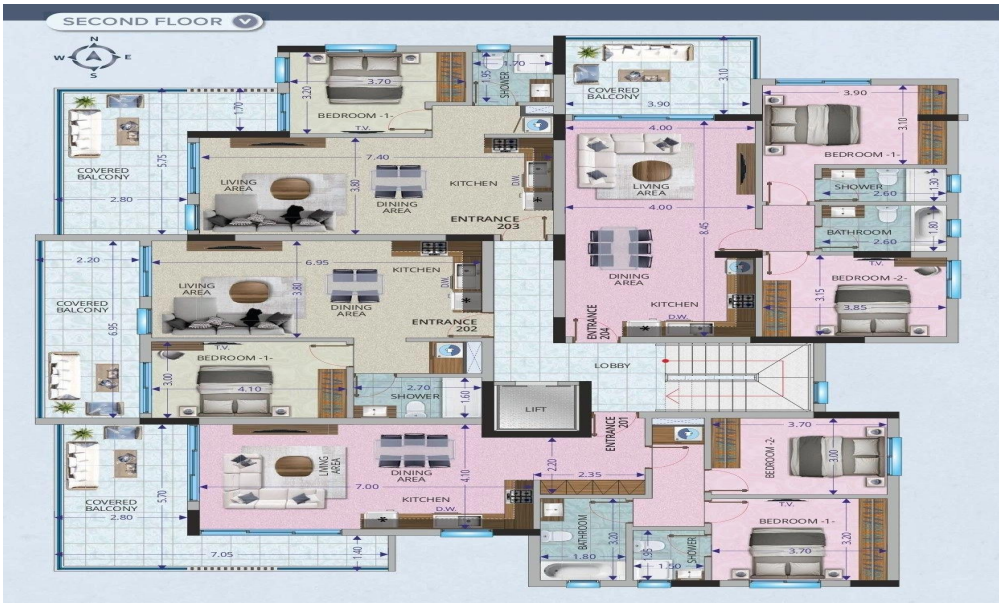 SECOND FLOOR
N
W E
S
3.70
3.20
BEDROOM -1-
T.V.
1.95
1.70
SHOWER
1.70
5.75
COVERED
BALCONY
2.80
7.40
3.80
LIVING
AREA
DINING
AREA
KITCHEN
D.W.
ENTRANCE
203
COVERED
BALCONY
3.10
3.90
4.00
LIVING
AREA
4.00
8.45
DINING
AREA
KITCHEN
D.W.
ENTRANCE
204
3.90
3.10
BEDROOM -1-
SHOWER
2.60
1.30
BATHROOM
2.60
1.80
T.V.
BEDROOM -2-
3.15
3.85
2.20
COVERED
BALCONY
6.95
6.95
3.80
LIVING
AREA
DINING
AREA
KITCHEN
D.W.
ENTRANCE
202
T.V.
BEDROOM -1-
3.00
4.10
2.70
SHOWER
1.60
LOBBY
LIFT
ENTRANCE
201
COVERED
BALCONY
2.80
5.70
7.05
1.40
LIVING
AREA
7.00
DINING
AREA
4.10
KITCHEN
D.W.
2.20
2.35
BATHROOM
3.20
1.80
1.95
SHOWER
1.50
3.70
BEDROOM -2-
3.00
T.V.
BEDROOM -1-
3.70
3.20